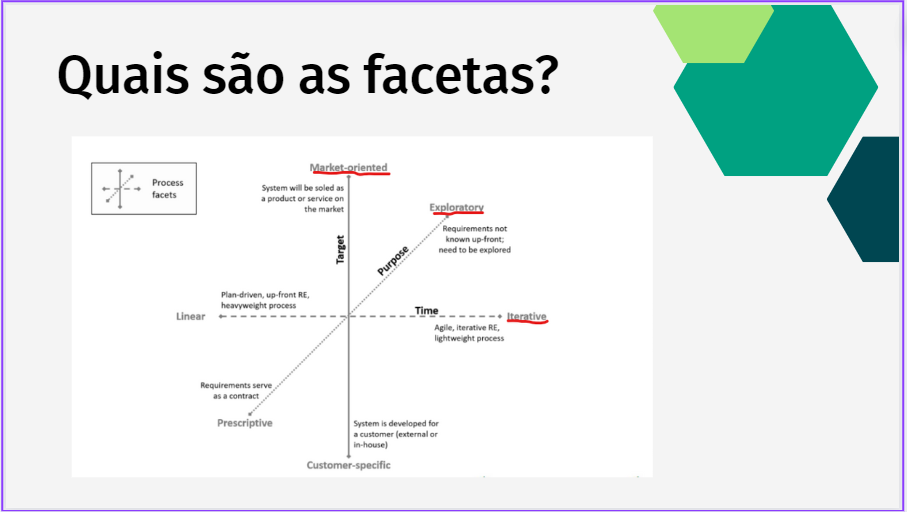 Quais são as facetas?
Process
facets
Market-oriented
System will be soled as
a product or service on
the market
Exploratory
Requirements not
known up-front;
need to be explored
Target
Purpose
Plan-driven, up-front RE,
heavyweight process
Linear
Time
Iterative
Agile, iterative RE,
lightweight process
Requirements serve
as a contract
Prescriptive
System is developed for
a customer (external or
in-house)
Customer-specific